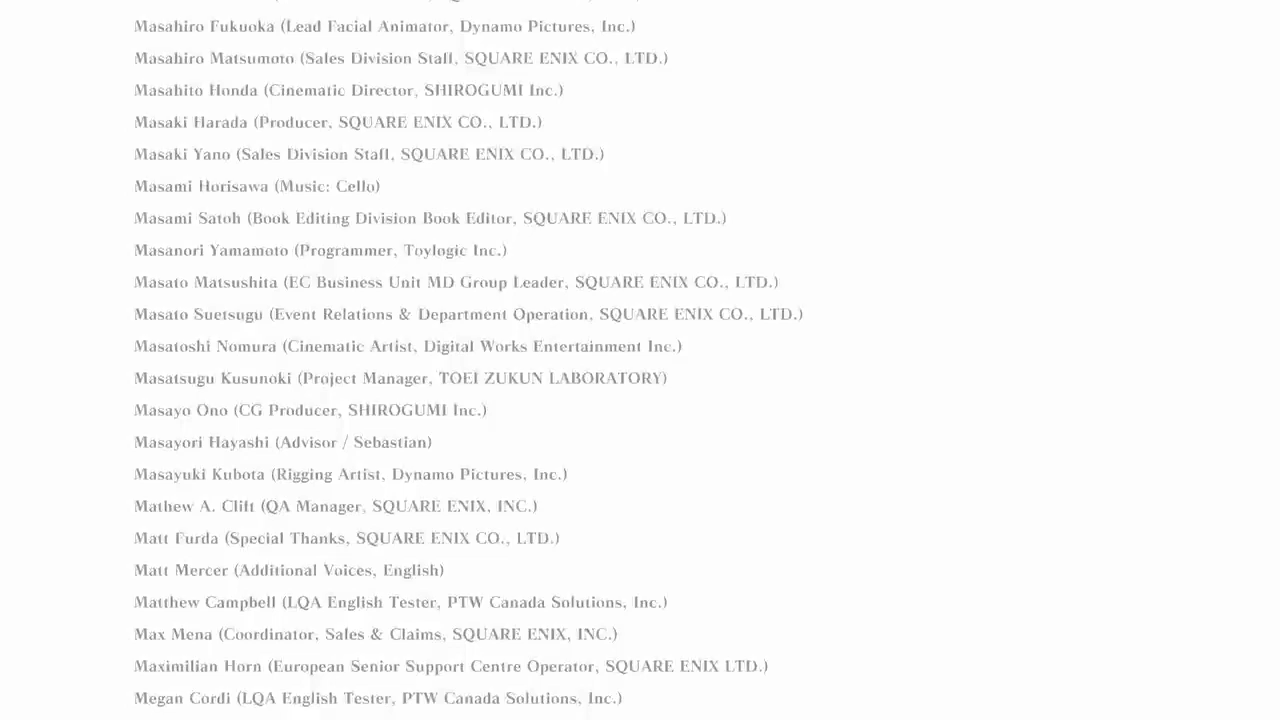 Masahiro Fukuoka (Lead Facial Animator, Dynamo Pictures, Inc.)
Masahiro Matsumoto (Sales Division Staff, SQUARE ENIX CO., LTD.)
Masahito Honda (Cinematic Director, SHIROGUMI Inc.)
Masaki Harada (Producer, SQUARE ENIX CO., LTD.)
Masaki Yano (Sales Division Staff, SQUARE ENIX CO., LTD.)
Masami Horisawa (Music: Cello)
Masami Satoh (Book Editing Division Book Editor, SQUARE ENIX CO., LTD.)
Masanori Yamamoto (Programmer, Toylogic Inc.)
Masato Matsushita (EC Business Unit MD Group Leader, SQUARE ENIX CO., LTD.)
Masato Suetsugu (Event Relations & Department Operation, SQUARE ENIX CO., LTD.)
Masatoshi Nomura (Cinematic Artist, Digital Works Entertainment Inc.)
Masatsugu Kusunoki (Project Manager, TOEI ZUKUN LABORATORY)
Masayo Ono (CG Producer, SHIROGUMI Inc.)
Masayori Hayashi (Advisor / Sebastian)
Masayuki Kubota (Rigging Artist, Dynamo Pictures, Inc.)
Mathew A. Clift (QA Manager, SQUARE ENIX, INC.)
Matt Furda (Special Thanks, SQUARE ENIX CO., LTD.)
Matt Mercer (Additional Voices, English)
Matthew Campbell (LQA English Tester, PTW Canada Solutions, Inc.)
Max Mena (Coordinator, Sales & Claims, SQUARE ENIX, INC.)
Maximilian Horn (European Senior Support Centre Operator, SQUARE ENIX LTD.)
Megan Cordi (LQA English Tester, PTW Canada Solutions, Inc.)